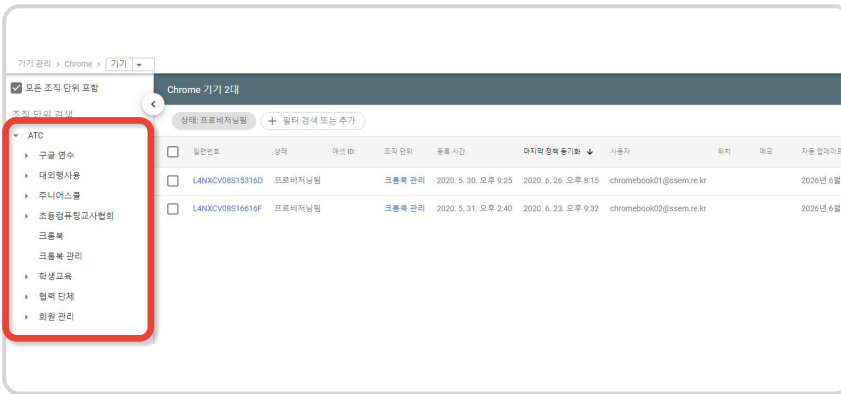 기기 관리 > Chrome > 기기
모든 조직 단위 포함
조직 단위 검색
ATC
구글 연수
대외행사용
주니어스쿨
초등컴퓨팅교사협회
크롬북
크롬북 관리
학생교육
협력 단체
회원 관리
Chrome 기기 2대
상태: 프로비저닝됨 + 필터 검색 또는 추가
일련번호 상태 애셋 ID: 조직 단위 등록 시간 마지막 정책 동기화 사용자 위치 메모 자동 업데이트
L4NXCV08S15316D 프로비저닝됨 크롬북 관리 2020. 5. 30. 오후 9:25 2020. 6. 26. 오후 8:15 chromebook01@ssem.re.kr 2026년 6월
L4NXCV08S16616F 프로비저닝됨 크롬북 관리 2020. 5. 31. 오후 2:40 2020. 6. 23. 오후 9:32 chromebook02@ssem.re.kr 2026년 6월